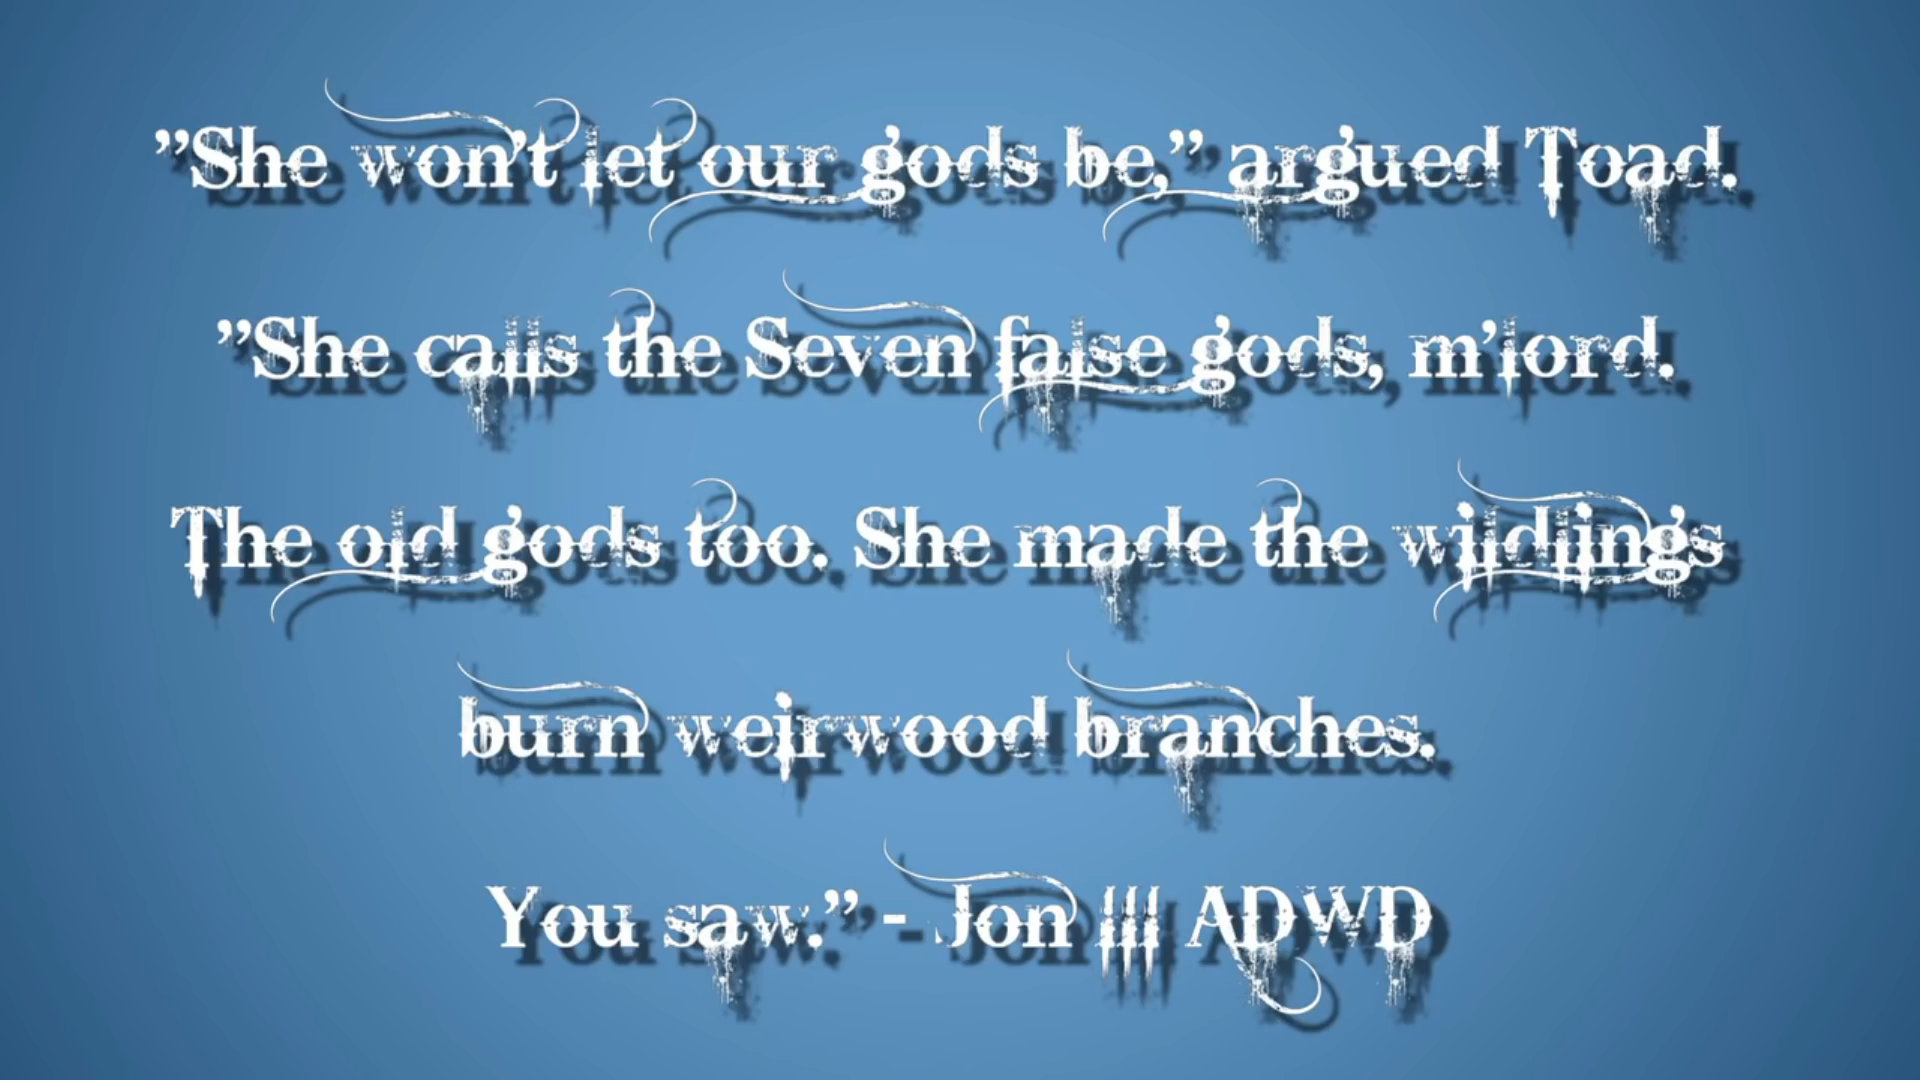 ”She won’t let our gods be,” argued Toad.
”She calls the Seven false gods, m’lord.
The old gods too. She made the wildlings
burn weirwood branches.
You saw.” - Jon III ADWD